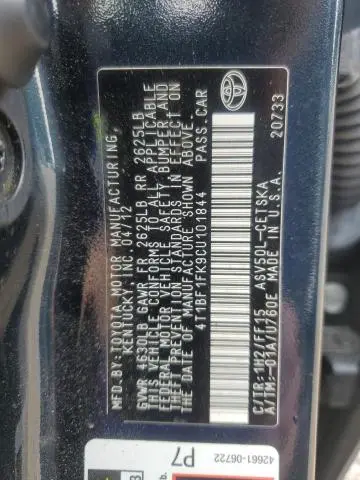 MFD. BY: TOYOTA MOTOR MANUFACTURING,
KENTUCKY, INC. 04/12
GVWR 4630LB GAWR FR 2675LB RR 2625LB
THIS VEHICLE CONFORMS TO ALL APPLICABLE
FEDERAL MOTOR VEHICLE SAFETY, BUMPER, AND
THEFT PREVENTION STANDARDS IN EFFECT ON
THE DATE OF MANUFACTURE SHOWN ABOVE.
4T1BF1FK3CU101844 PASS. CAR
C/TR:1H2/FF15 ASV50L-CETSKA
A/TM:-01A/U760E MADE IN U.S.A.
20733
42661-06722
P7